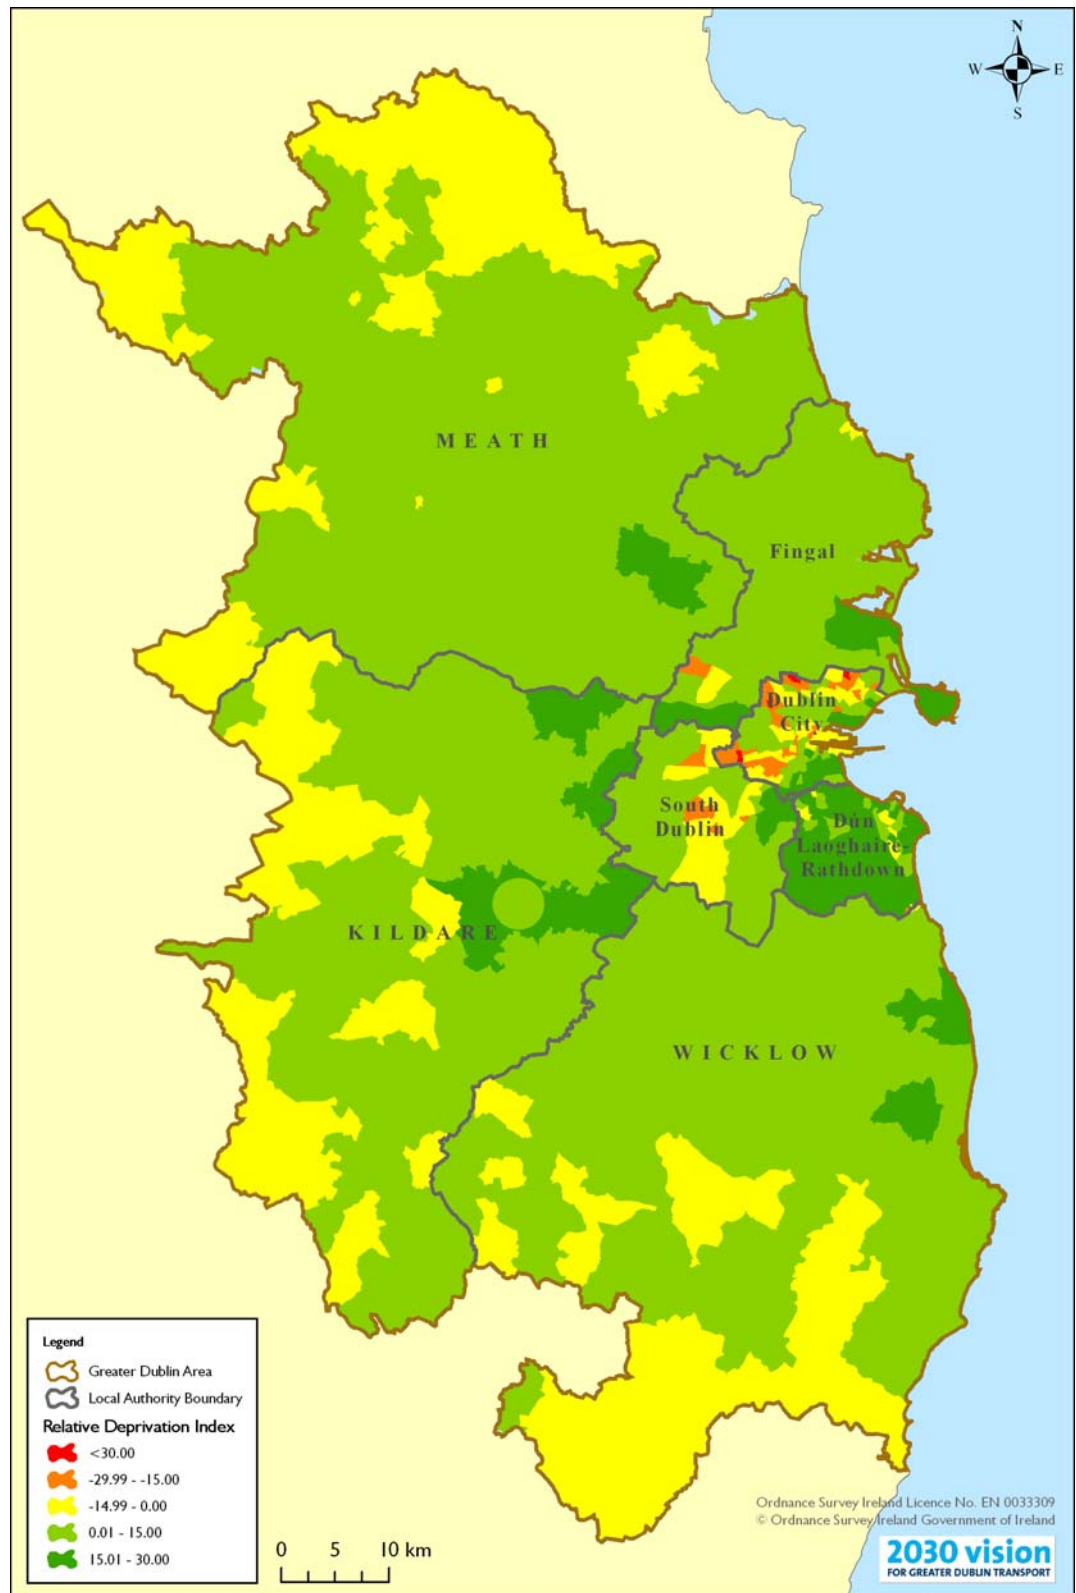 N
W E
S
MEATH
Fingal
Dublin
City
South
Dublin
Dún
Laoghaire-
Rathdown
KILDARE
WICKLOW
Legend
Greater Dublin Area
Local Authority Boundary
Relative Deprivation Index
<30.00
-29.99 - -15.00
-14.99 - 0.00
0.01 - 15.00
15.01 - 30.00
0 5 10 km
Ordnance Survey Ireland Licence No. EN 0033309
© Ordnance Survey Ireland Government of Ireland
2030 vision
FOR GREATER DUBLIN TRANSPORT